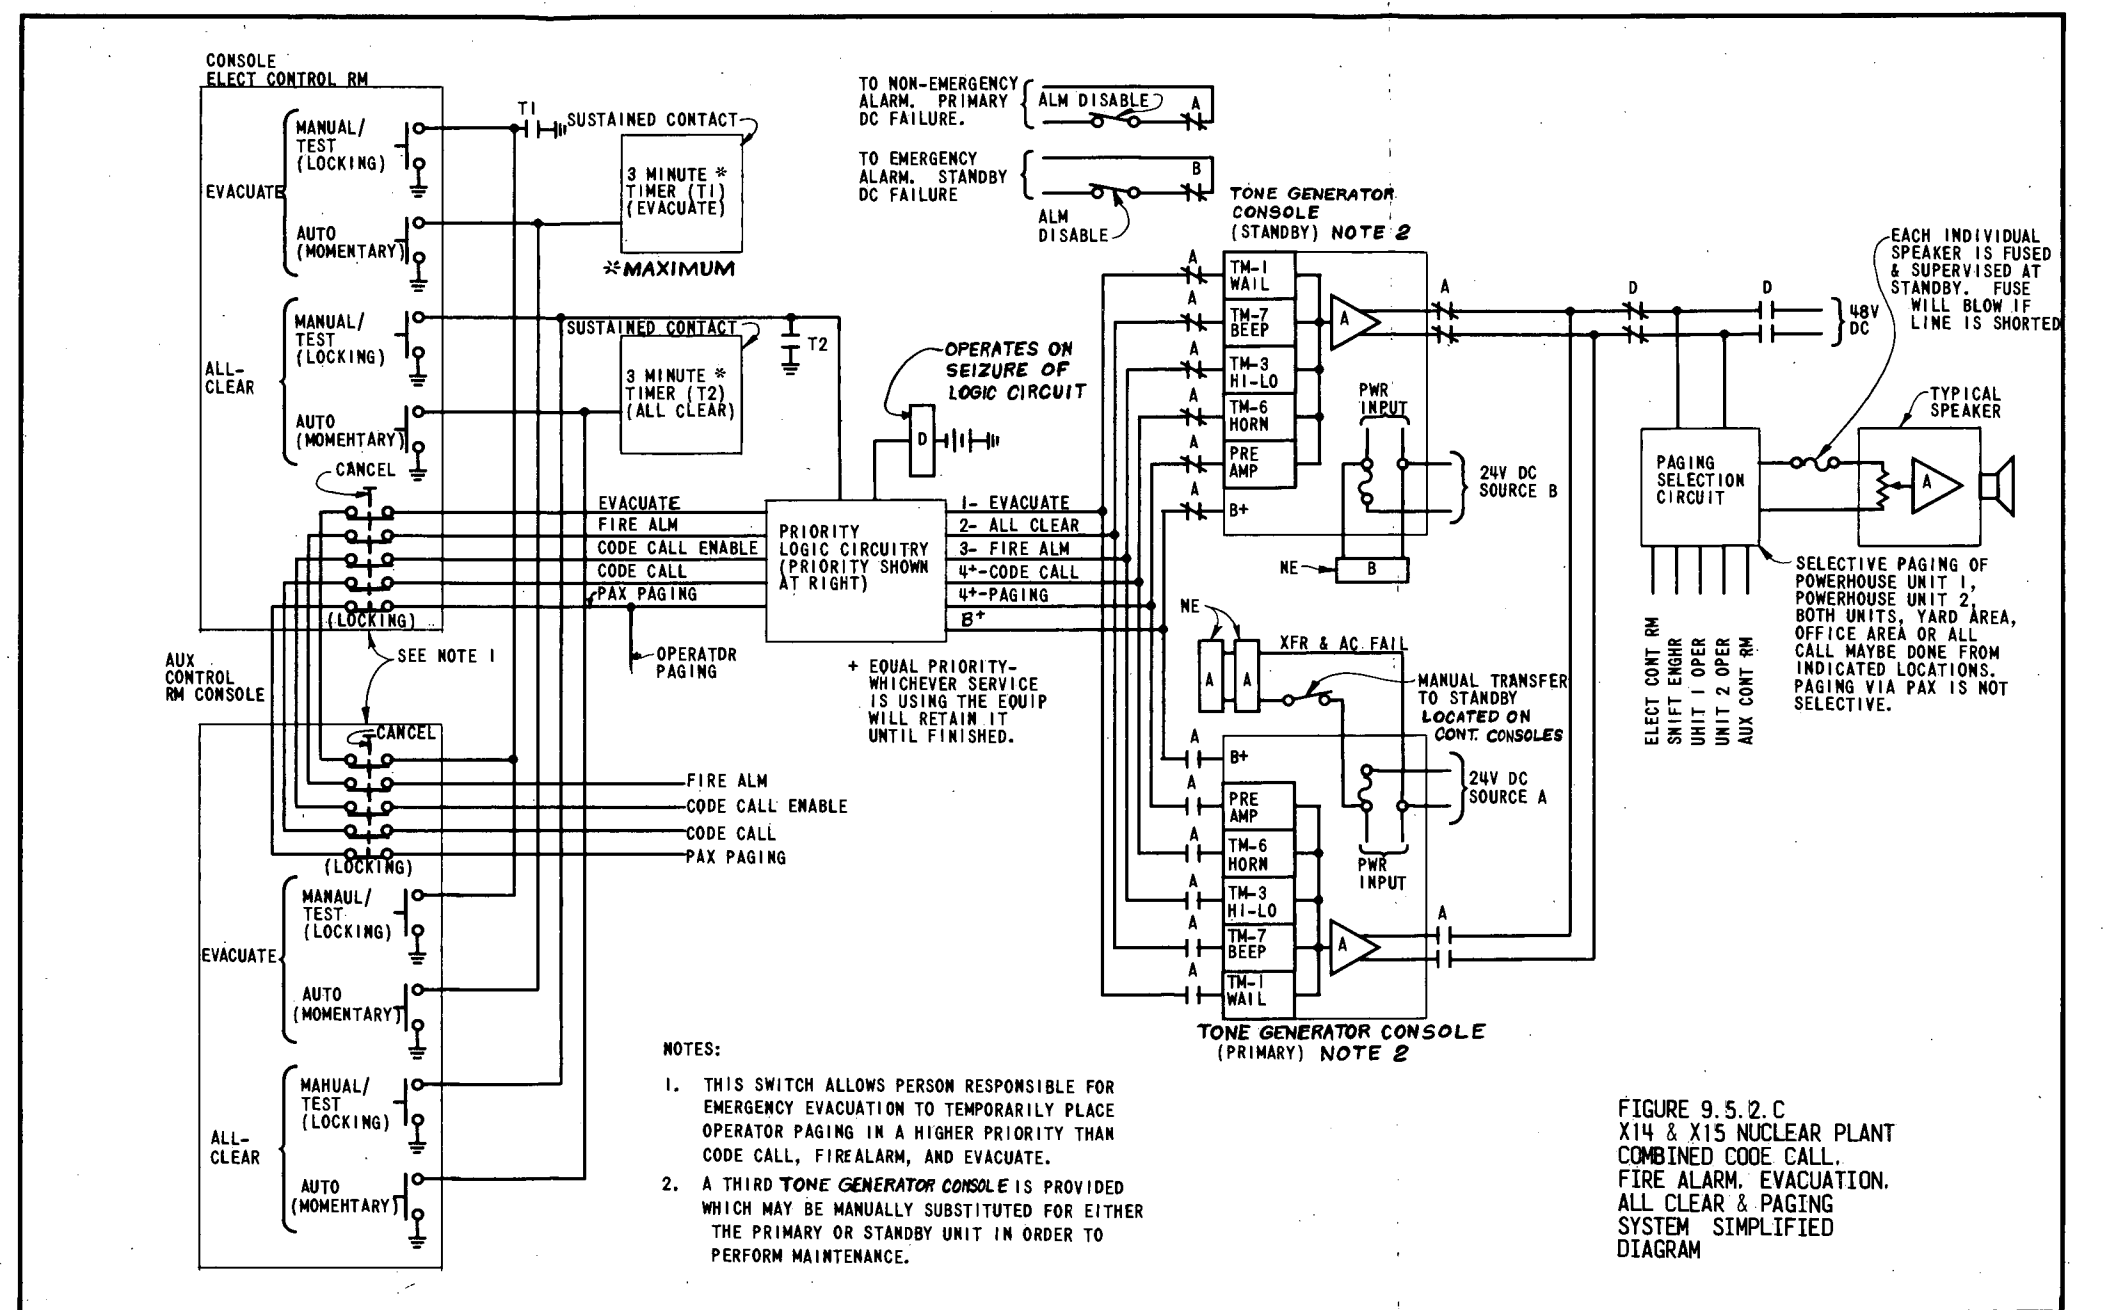 CONSOLE
ELECT CONTROL RM
MANUAL/
TEST
(LOCKING)
EVACUATE
AUTO
(MOMENTARY)
MANUAL/
TEST
(LOCKING)
ALL-
CLEAR
AUTO
(MOMEHTARY)
CANCEL
(LOCKING)
T1
SUSTAINED CONTACT
3 MINUTE *
TIMER (T1)
(EVACUATE)
*MAXIMUM
SUSTAINED CONTACT
3 MINUTE *
TIMER (T2)
(ALL CLEAR)
T2
EVACUATE
FIRE ALM
CODE CALL ENABLE
CODE CALL
PAX PAGING
OPERATOR
PAGING
SEE NOTE 1
AUX
CONTROL
RM CONSOLE
CANCEL
(LOCKING)
FIRE ALM
CODE CALL ENABLE
CODE CALL
PAX PAGING
MANAUL/
TEST
(LOCKING)
EVACUATE
AUTO
(MOMENTARY)
MAHUAL/
TEST
(LOCKING)
ALL-
CLEAR
AUTO
(MOMEHTARY)
TO NON-EMERGENCY
ALARM. PRIMARY
DC FAILURE.
ALM DISABLE
A
TO EMERGENCY
ALARM. STANDBY
DC FAILURE
B
ALM
DISABLE
OPERATES ON
SEIZURE OF
LOGIC CIRCUIT
D
PRIORITY
LOGIC CIRCUITRY
(PRIORITY SHOWN
AT RIGHT)
1- EVACUATE
2- ALL CLEAR
3- FIRE ALM
4+-CODE CALL
4+-PAGING
B+
+ EQUAL PRIORITY-
WHICHEVER SERVICE
IS USING THE EQUIP
WILL RETAIN IT
UNTIL FINISHED.
TONE GENERATOR
CONSOLE
(STANDBY) NOTE 2
A
TM-1
WAIL
A
TM-7
BEEP
A
TM-3
HI-LO
A
TM-6
HORN
A
PRE
AMP
A
B+
A
PWR
INPUT
24V DC
SOURCE B
NE
B
NE
A
A
XFR & AC FAIL
MANUAL TRANSFER
TO STANDBY
LOCATED ON
CONT. CONSOLES
A
B+
A
PRE
AMP
A
TM-6
HORN
A
TM-3
HI-LO
A
TM-7
BEEP
A
TM-1
WAIL
A
PWR
INPUT
24V DC
SOURCE A
A
TONE GENERATOR CONSOLE
(PRIMARY) NOTE 2
A
D
D
48V
DC
EACH INDIVIDUAL
SPEAKER IS FUSED
& SUPERVISED AT
STANDBY. FUSE
WILL BLOW IF
LINE IS SHORTED
TYPICAL
SPEAKER
A
PAGING
SELECTION
CIRCUIT
ELECT CONT RM
SHIFT ENGHR
UHIT 1 OPER
UNIT 2 OPER
AUX CONT RM
SELECTIVE PAGING OF
POWERHOUSE UNIT 1,
POWERHOUSE UNIT 2,
BOTH UNITS, YARD AREA,
OFFICE AREA OR ALL
CALL MAYBE DONE FROM
INDICATED LOCATIONS.
PAGING VIA PAX IS NOT
SELECTIVE.
NOTES:
1. THIS SWITCH ALLOWS PERSON RESPONSIBLE FOR
EMERGENCY EVACUATION TO TEMPORARILY PLACE
OPERATOR PAGING IN A HIGHER PRIORITY THAN
CODE CALL, FIREALARM, AND EVACUATE.
2. A THIRD TONE GENERATOR CONSOLE IS PROVIDED
WHICH MAY BE MANUALLY SUBSTITUTED FOR EITHER
THE PRIMARY OR STANDBY UNIT IN ORDER TO
PERFORM MAINTENANCE.
FIGURE 9.5.2.C
X14 & X15 NUCLEAR PLANT
COMBINED CODE CALL.
FIRE ALARM. EVACUATION.
ALL CLEAR & PAGING
SYSTEM SIMPLIFIED
DIAGRAM